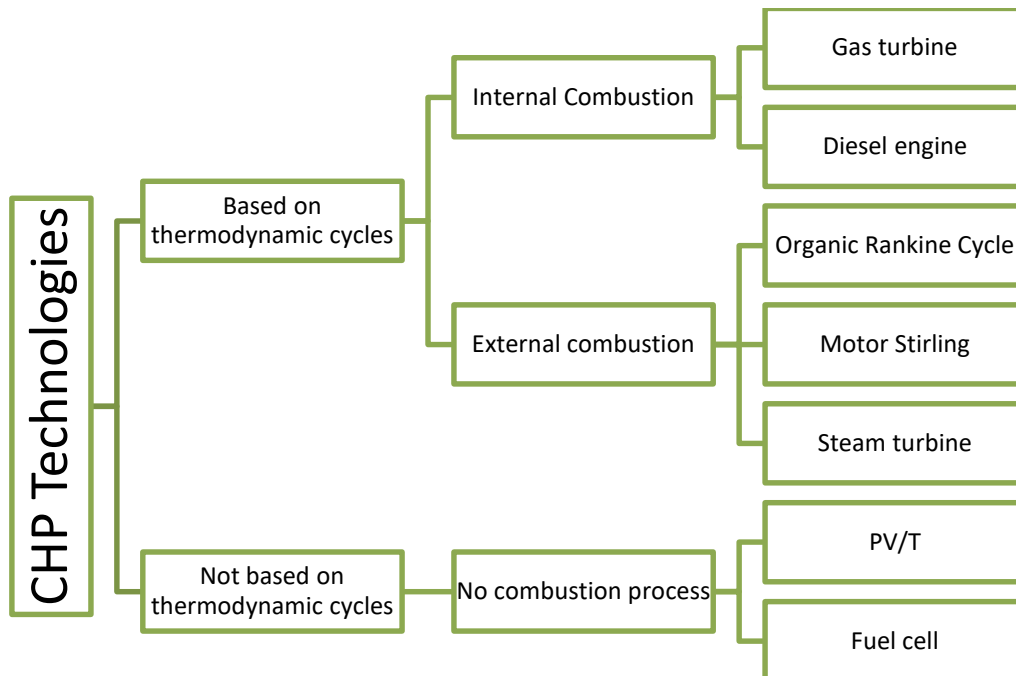 CHP Technologies
Based on
thermodynamic cycles
Internal Combustion
Gas turbine
Diesel engine
External combustion
Organic Rankine Cycle
Motor Stirling
Steam turbine
Not based on
thermodynamic cycles
No combustion process
PV/T
Fuel cell